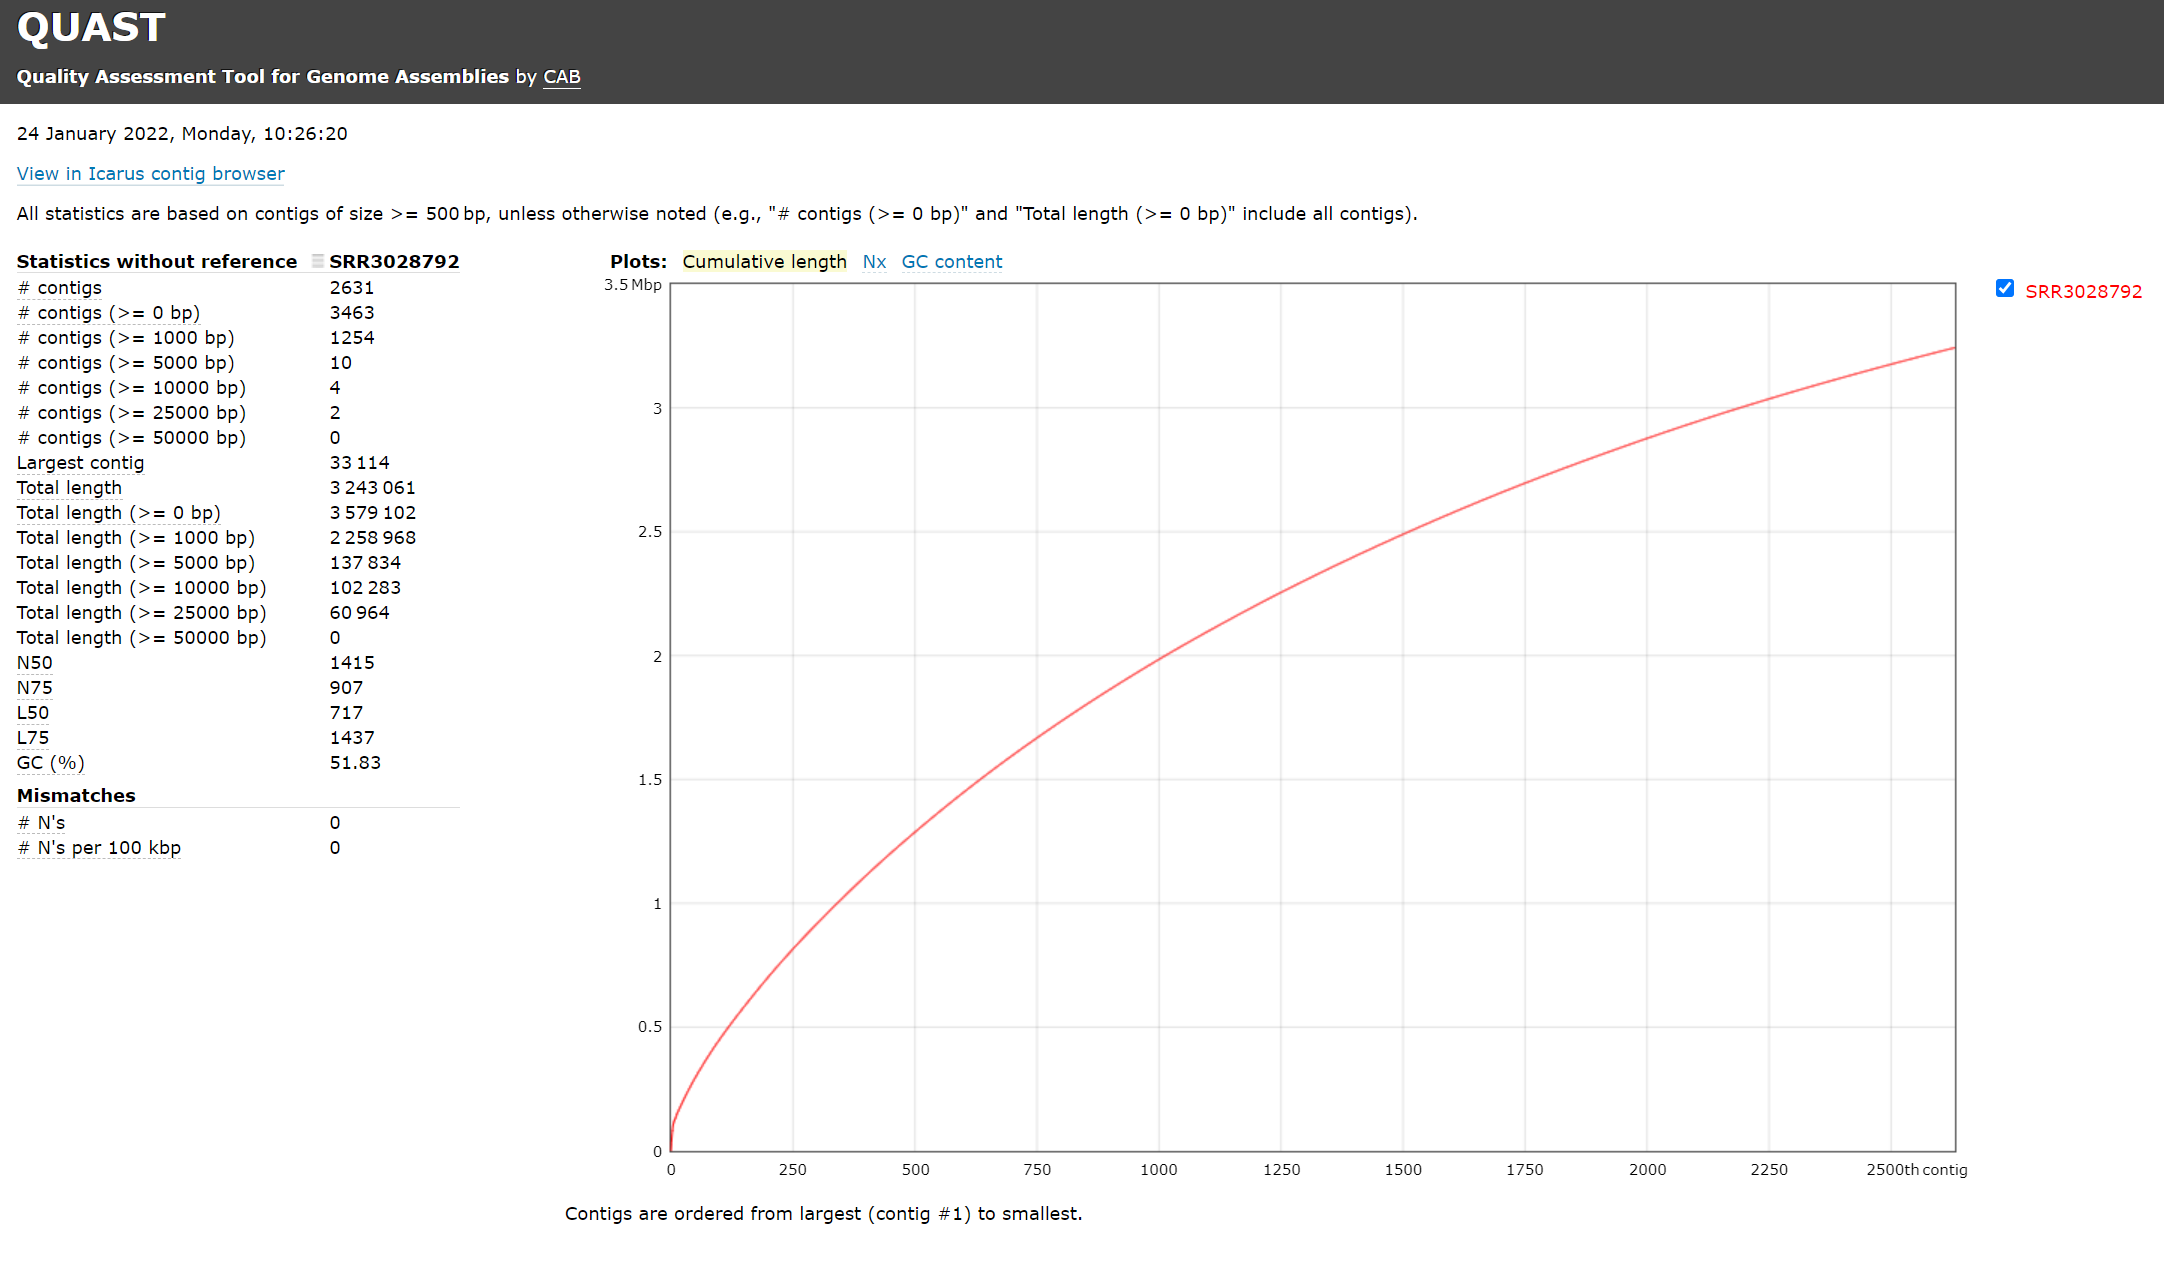 QUAST
Quality Assessment Tool for Genome Assemblies by CAB
24 January 2022, Monday, 10:26:20
View in Icarus contig browser
All statistics are based on contigs of size >= 500 bp, unless otherwise noted (e.g., "# contigs (>= 0 bp)" and "Total length (>= 0 bp)" include all contigs).
Statistics without reference SRR3028792
# contigs 2631
# contigs (>= 0 bp) 3463
# contigs (>= 1000 bp) 1254
# contigs (>= 5000 bp) 10
# contigs (>= 10000 bp) 4
# contigs (>= 25000 bp) 2
# contigs (>= 50000 bp) 0
Largest contig 33 114
Total length 3 243 061
Total length (>= 0 bp) 3 579 102
Total length (>= 1000 bp) 2 258 968
Total length (>= 5000 bp) 137 834
Total length (>= 10000 bp) 102 283
Total length (>= 25000 bp) 60 964
Total length (>= 50000 bp) 0
N50 1415
N75 907
L50 717
L75 1437
GC (%) 51.83
Mismatches
# N's 0
# N's per 100 kbp 0
Plots: Cumulative length Nx GC content
3.5 Mbp
3
2.5
2
1.5
1
0.5
0
0 250 500 750 1000 1250 1500 1750 2000 2250 2500th contig
SRR3028792
Contigs are ordered from largest (contig #1) to smallest.